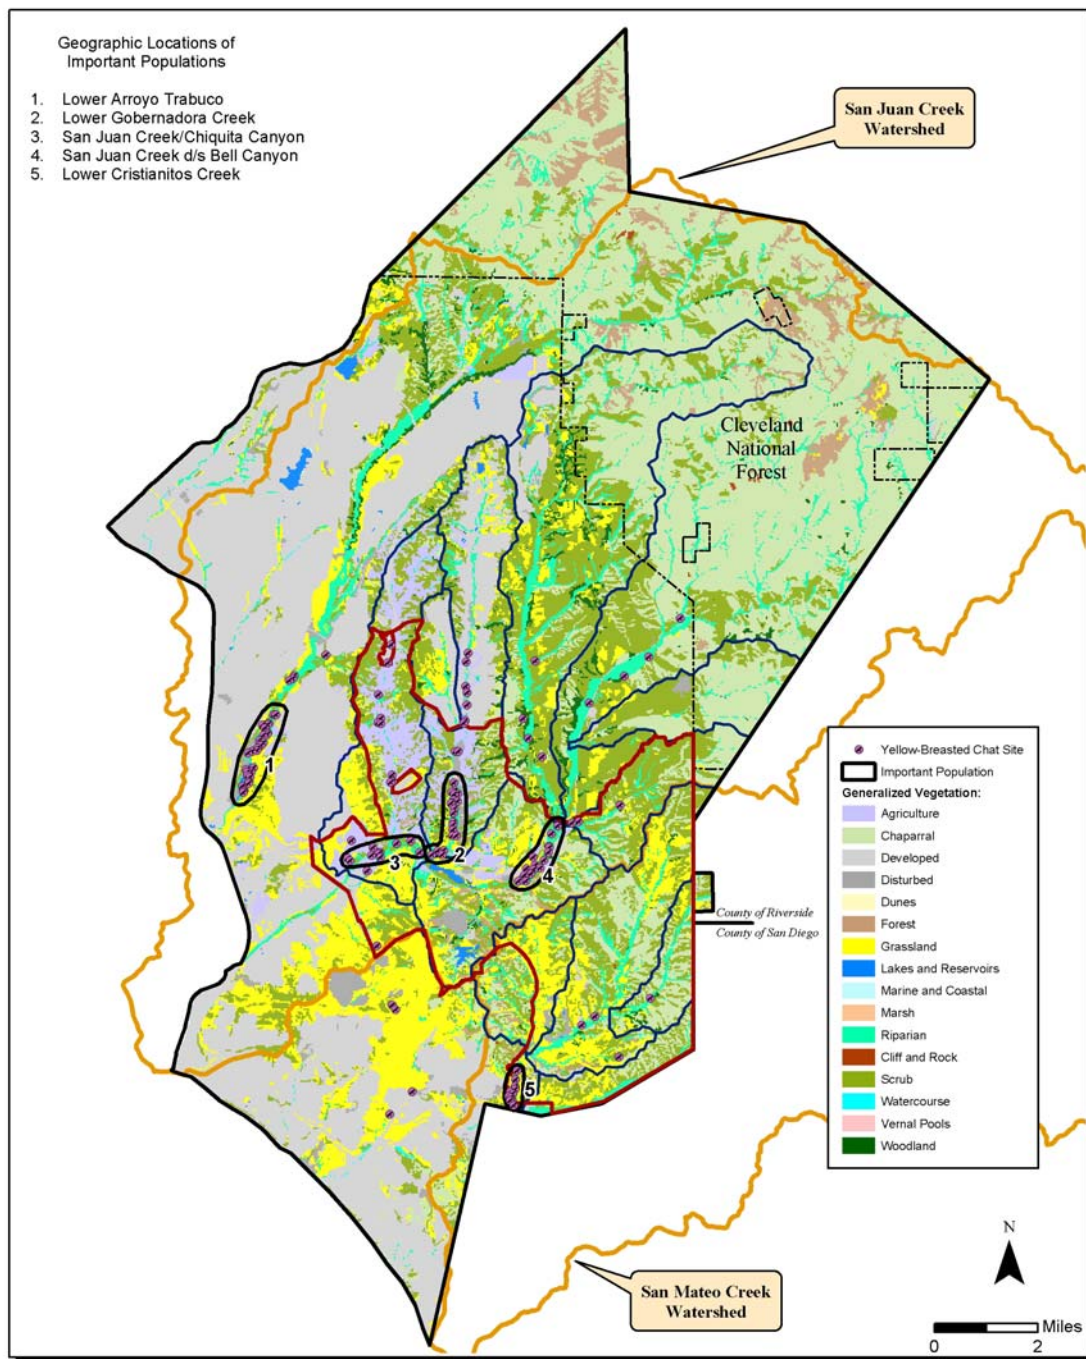 Geographic Locations of
Important Populations
1. Lower Arroyo Trabuco
2. Lower Gobernadora Creek
3. San Juan Creek/Chiquita Canyon
4. San Juan Creek d/s Bell Canyon
5. Lower Cristianitos Creek
San Juan Creek
Watershed
Cleveland
National
Forest
1
2
3
4
5
Yellow-Breasted Chat Site
Important Population
Generalized Vegetation:
Agriculture
Chaparral
Developed
Disturbed
Dunes
Forest
Grassland
Lakes and Reservoirs
Marine and Coastal
Marsh
Riparian
Cliff and Rock
Scrub
Watercourse
Vernal Pools
Woodland
County of Riverside
County of San Diego
San Mateo Creek
Watershed
N
Miles
0 2